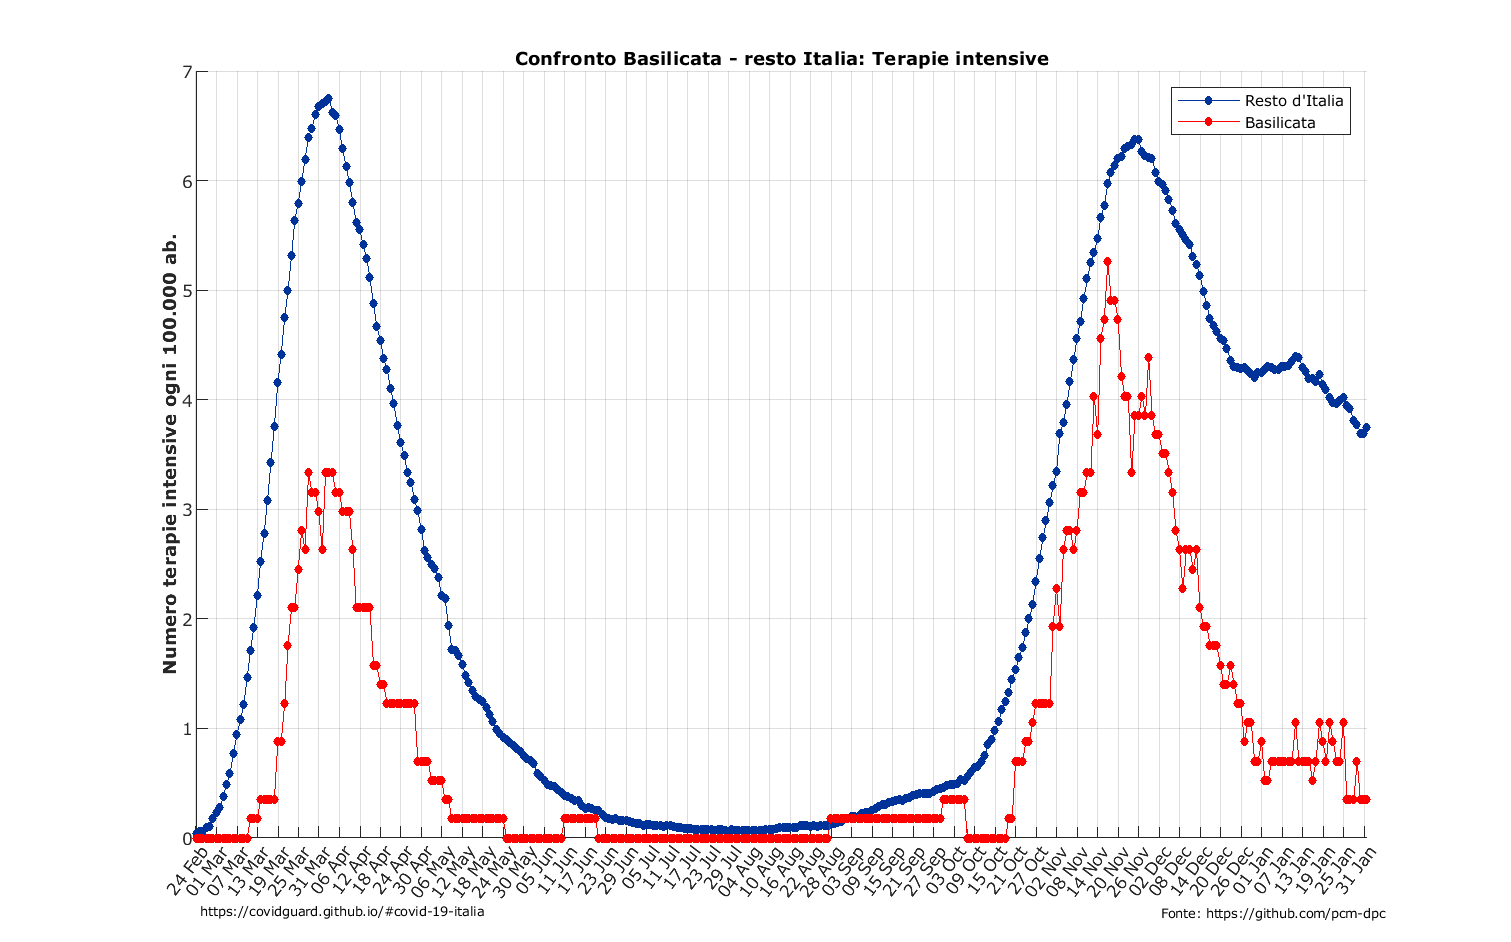 Confronto Basilicata - resto Italia: Terapie intensive
Resto d'Italia
Basilicata
Numero terapie intensive ogni 100.000 ab.
7
6
5
4
3
2
1
0
24 Feb
01 Mar
07 Mar
13 Mar
19 Mar
25 Mar
31 Mar
06 Apr
12 Apr
18 Apr
24 Apr
30 Apr
06 May
12 May
18 May
24 May
30 May
05 Jun
11 Jun
17 Jun
23 Jun
29 Jun
05 Jul
11 Jul
17 Jul
23 Jul
29 Jul
04 Aug
10 Aug
16 Aug
22 Aug
28 Aug
03 Sep
09 Sep
15 Sep
21 Sep
27 Sep
03 Oct
09 Oct
15 Oct
21 Oct
27 Oct
02 Nov
08 Nov
14 Nov
20 Nov
26 Nov
02 Dec
08 Dec
14 Dec
20 Dec
26 Dec
01 Jan
07 Jan
13 Jan
19 Jan
25 Jan
31 Jan
https://covidguard.github.io/#covid-19-italia
Fonte: https://github.com/pcm-dpc